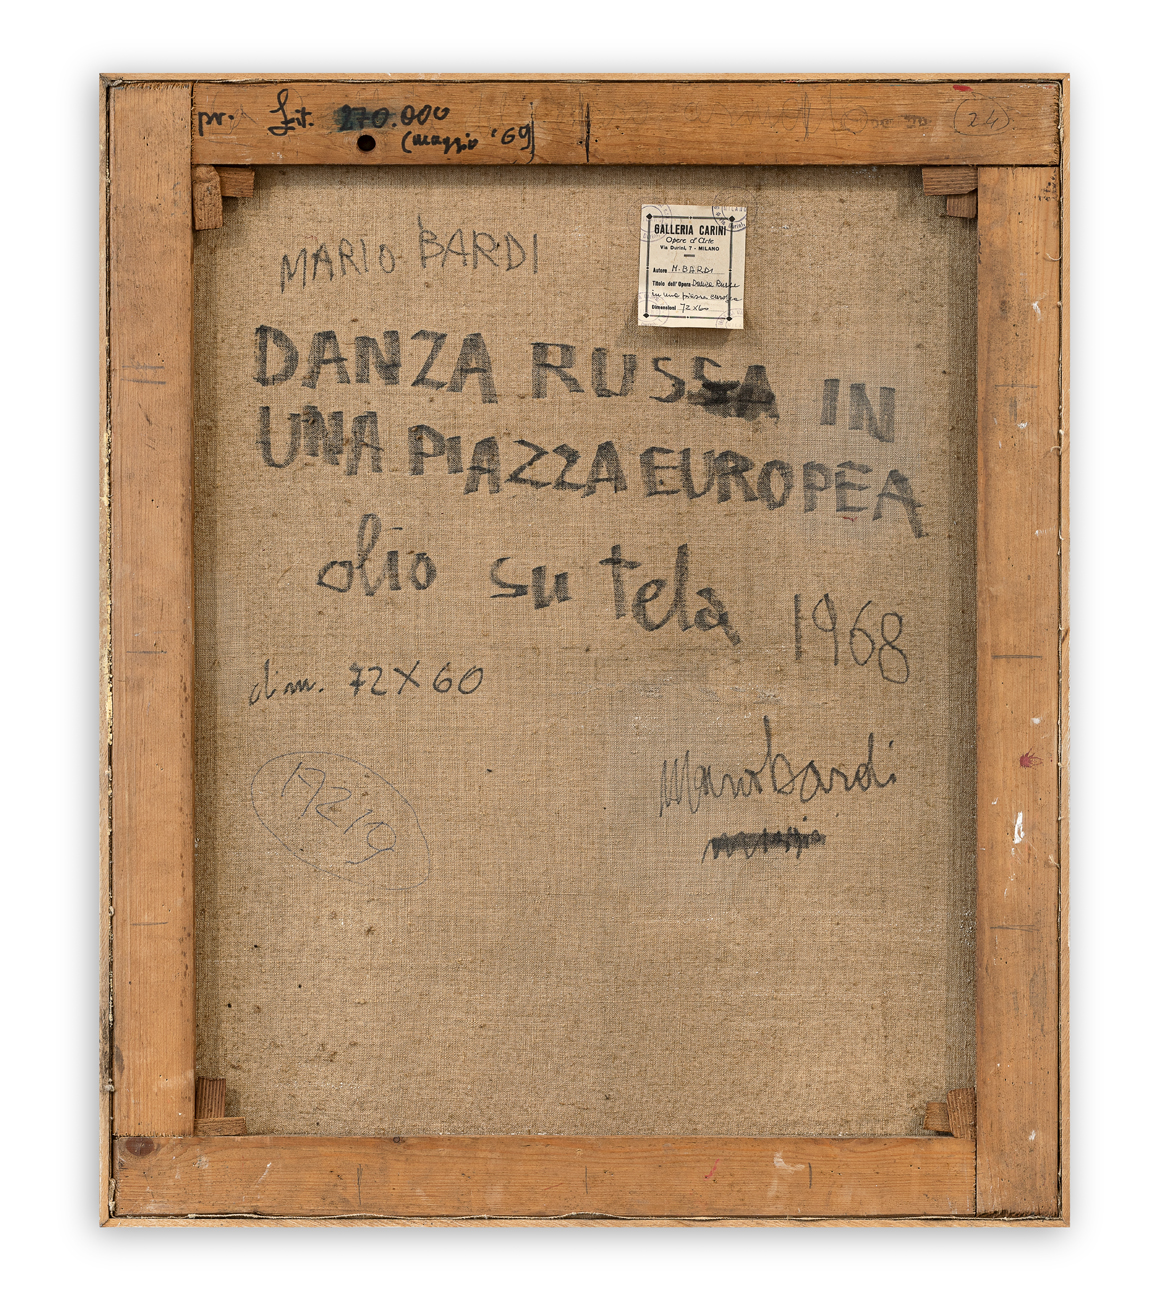 pr. Lit. 270.000
(maggio '69)
(24)
MARIO BARDI
GALLERIA CARINI
Opere d'Arte
Via Durini, 7 - MILANO
Autore M. BARDI
Titolo dell'Opera Danza Russa
in una piazza europea
Dimensioni 72x60
DANZA RUSSA IN
UNA PIAZZA EUROPEA
olio su tela 1968
dim. 72X60
Mario bardi